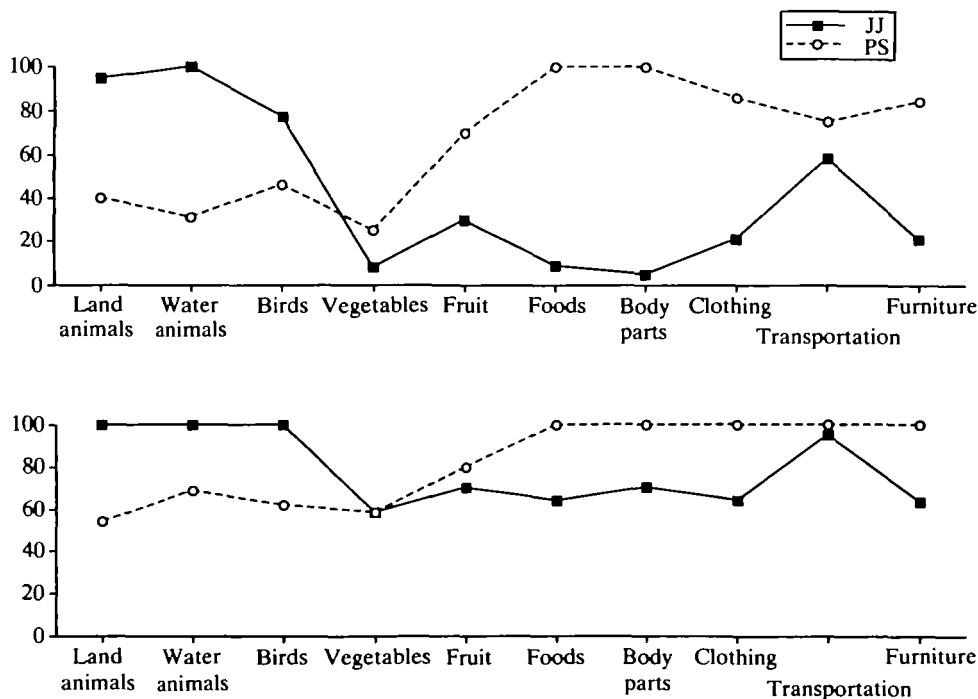 JJ
PS
100
80
60
40
20
0
Land animals
Water animals
Birds
Vegetables
Fruit
Foods
Body parts
Clothing
Transportation
Furniture
100
80
60
40
20
0
Land animals
Water animals
Birds
Vegetables
Fruit
Foods
Body parts
Clothing
Transportation
Furniture